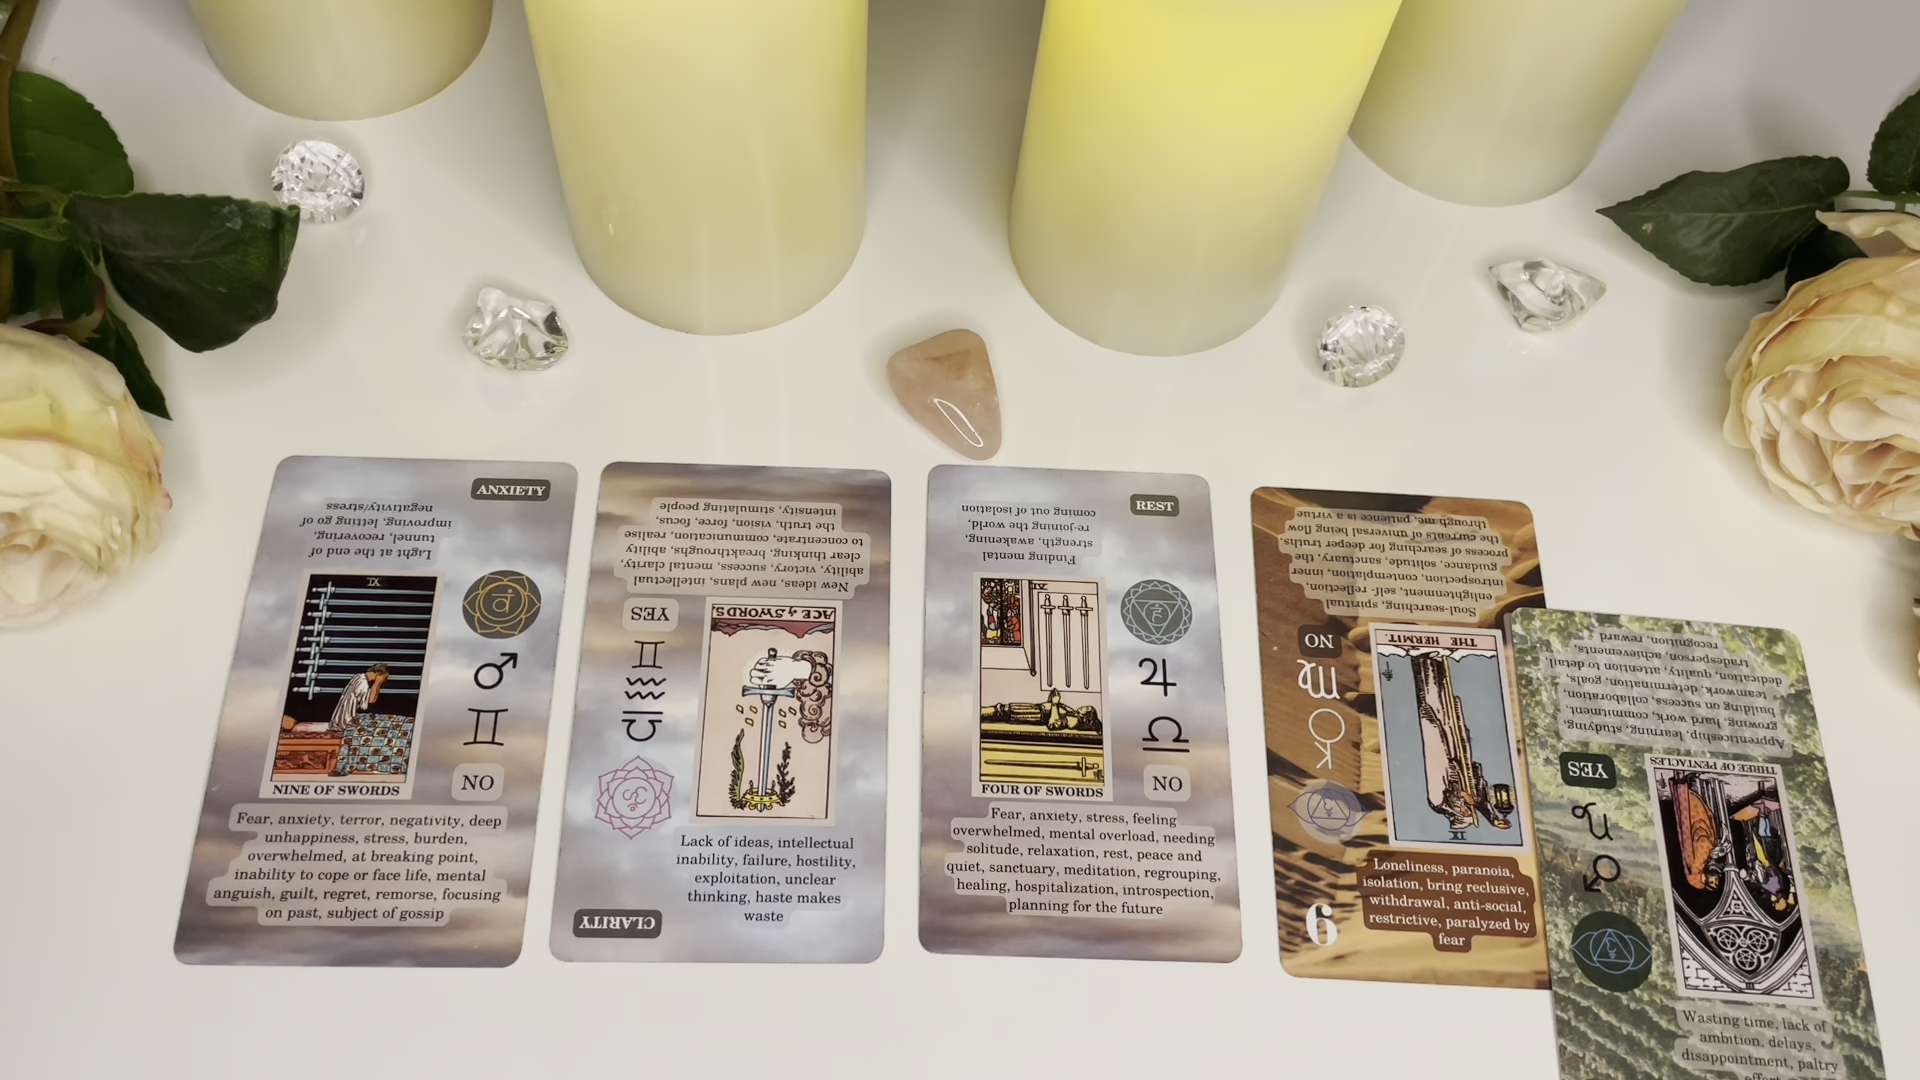 ANXIETY
Light at the end of
tunnel, recovering,
improving, letting go of
negativity/stress
IX
NINE OF SWORDS
NO
Fear, anxiety, terror, negativity, deep
unhappiness, stress, burden,
overwhelmed, at breaking point,
inability to cope or face life, mental
anguish, guilt, regret, remorse, focusing
on past, subject of gossip
New ideas, new plans, intellectual
ability, victory, success, mental clarity,
clear thinking, breakthroughs, ability
to concentrate, communication, realise
the truth, vision, force, focus,
intensity, stimulating people
YES
ACE of SWORDS.
Lack of ideas, intellectual
inability, failure, hostility,
exploitation, unclear
thinking, haste makes
waste
CLARITY
REST
Finding mental
strength, awakening,
re-joining the world,
coming out of isolation
IV
FOUR OF SWORDS
NO
Fear, anxiety, stress, feeling
overwhelmed, mental overload, needing
solitude, relaxation, rest, peace and
quiet, sanctuary, meditation, regrouping,
healing, hospitalization, introspection,
planning for the future
Soul-searching, spiritual
enlightenment, self- reflection,
introspection, contemplation, inner
guidance, solitude, sanctuary, the
process of searching for deeper truths.
the currents of universal being flow
through me, patience is a virtue
NO
THE HERMIT.
IX
Loneliness, paranoia,
isolation, bring reclusive,
withdrawal, anti-social,
restrictive, paralyzed by
fear
9
Apprenticeship, learning, studying,
growing, hard work, commitment,
building on success, collaboration,
teamwork, determination, goals,
dedication, quality, attention to detail,
tradesperson, achievements,
recognition, reward
YES
THREE OF PENTACLES
Wasting time, lack of
ambition, delays,
disappointment, paltry